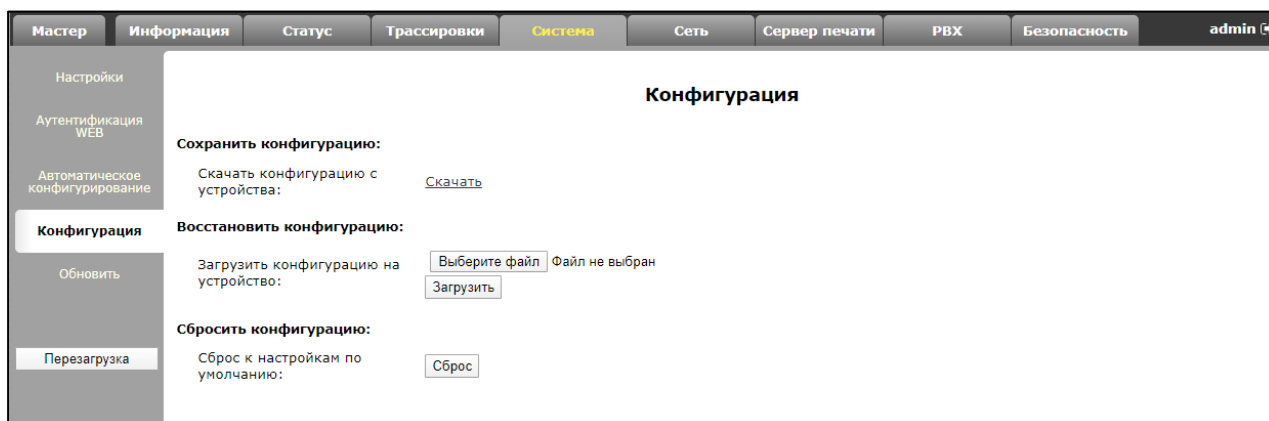 Мастер Информация Статус Трассировки Система Сеть Сервер печати PBX Безопасность admin
Настройки
Аутентификация
WEB
Автоматическое
конфигурирование
Конфигурация
Обновить
Перезагрузка
Конфигурация
Сохранить конфигурацию:
Скачать конфигурацию с
устройства:
Скачать
Восстановить конфигурацию:
Загрузить конфигурацию на
устройство:
Выберите файл Файл не выбран
Загрузить
Сбросить конфигурацию:
Сброс к настройкам по
умолчанию:
Сброс